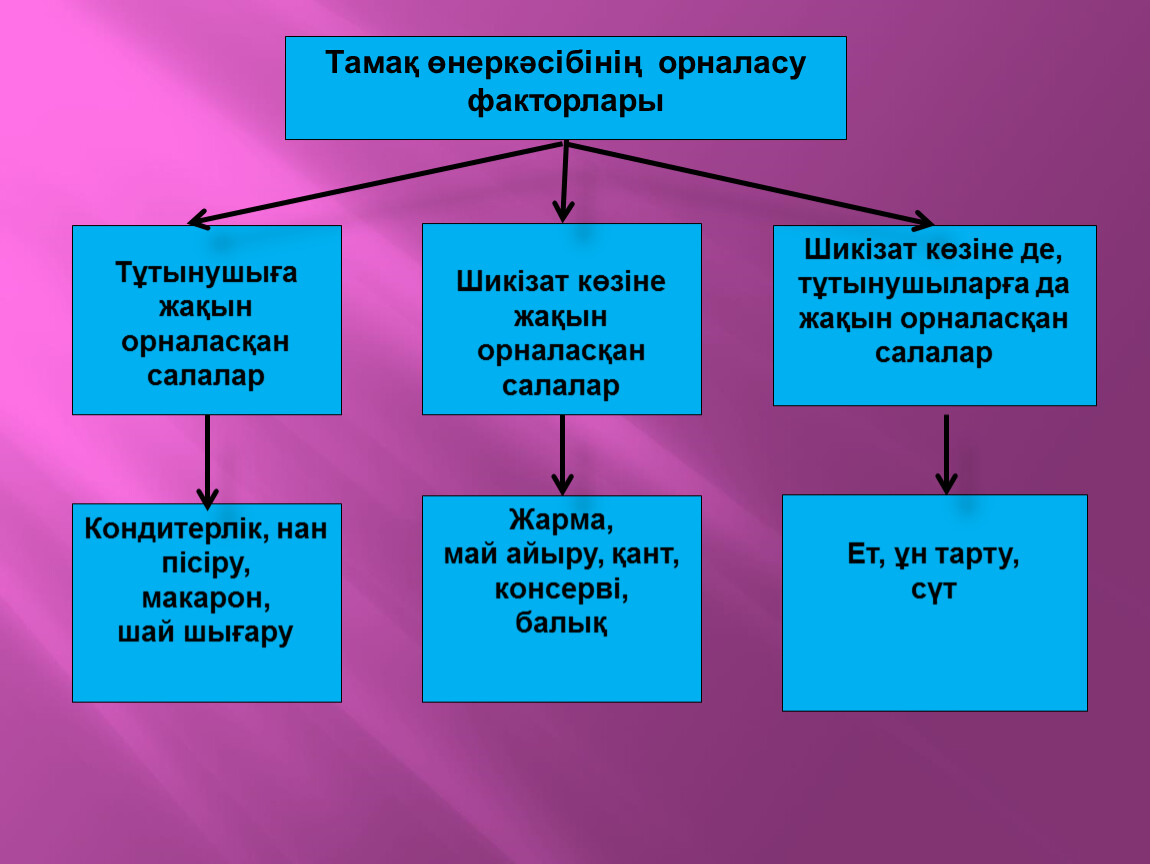 Тамақ өнеркәсібінің  орналасу
факторлары
Тұтынушыға
жақын
орналасқан
салалар
Шикізат көзіне
жақын
орналасқан
салалар
Шикізат көзіне де,
тұтынушыларға да
жақын орналасқан
салалар
Кондитерлік, нан
пісіру,
макарон,
шай шығару
Жарма,
май айыру, қант,
консерві,
балық
Ет, ұн тарту,
сүт